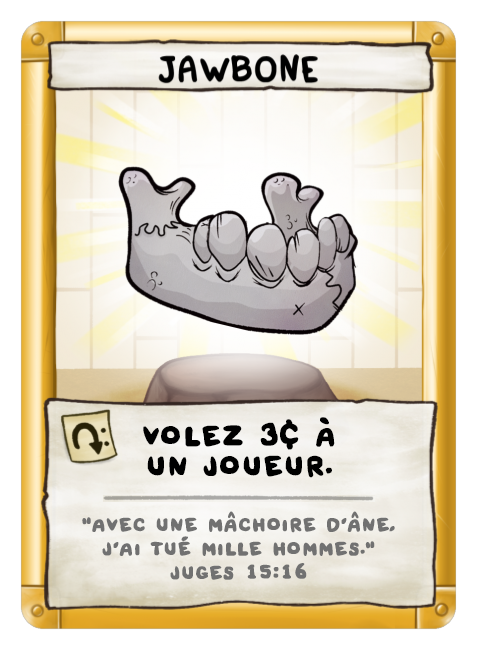 JAWBONE
VOLEZ 3¢ À
UN JOUEUR.
"AVEC UNE MÂCHOIRE D'ÂNE,
J'AI TUÉ MILLE HOMMES."
JUGES 15:16